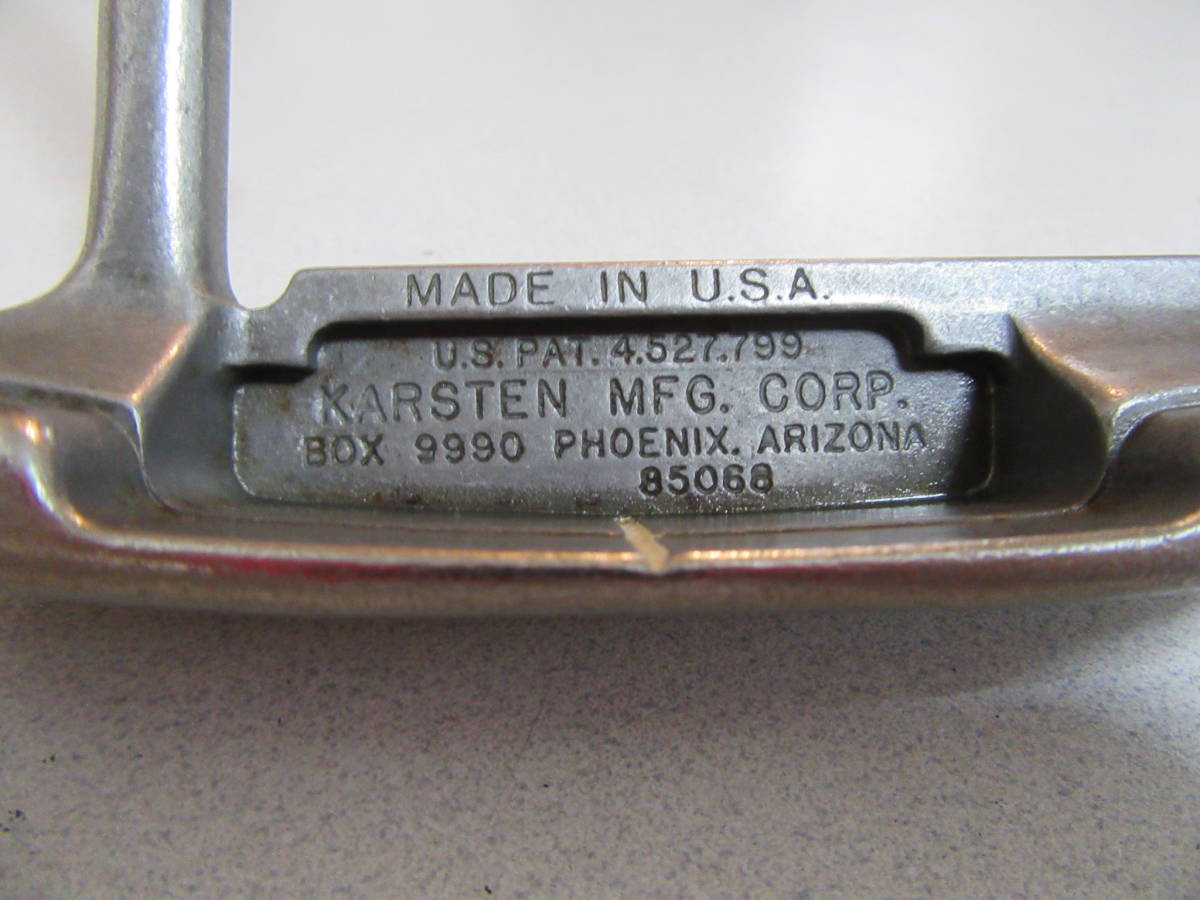 MADE IN U.S.A.
U.S. PAT. 4.527.799
KARSTEN MFG. CORP.
BOX 9990 PHOENIX. ARIZONA
85068